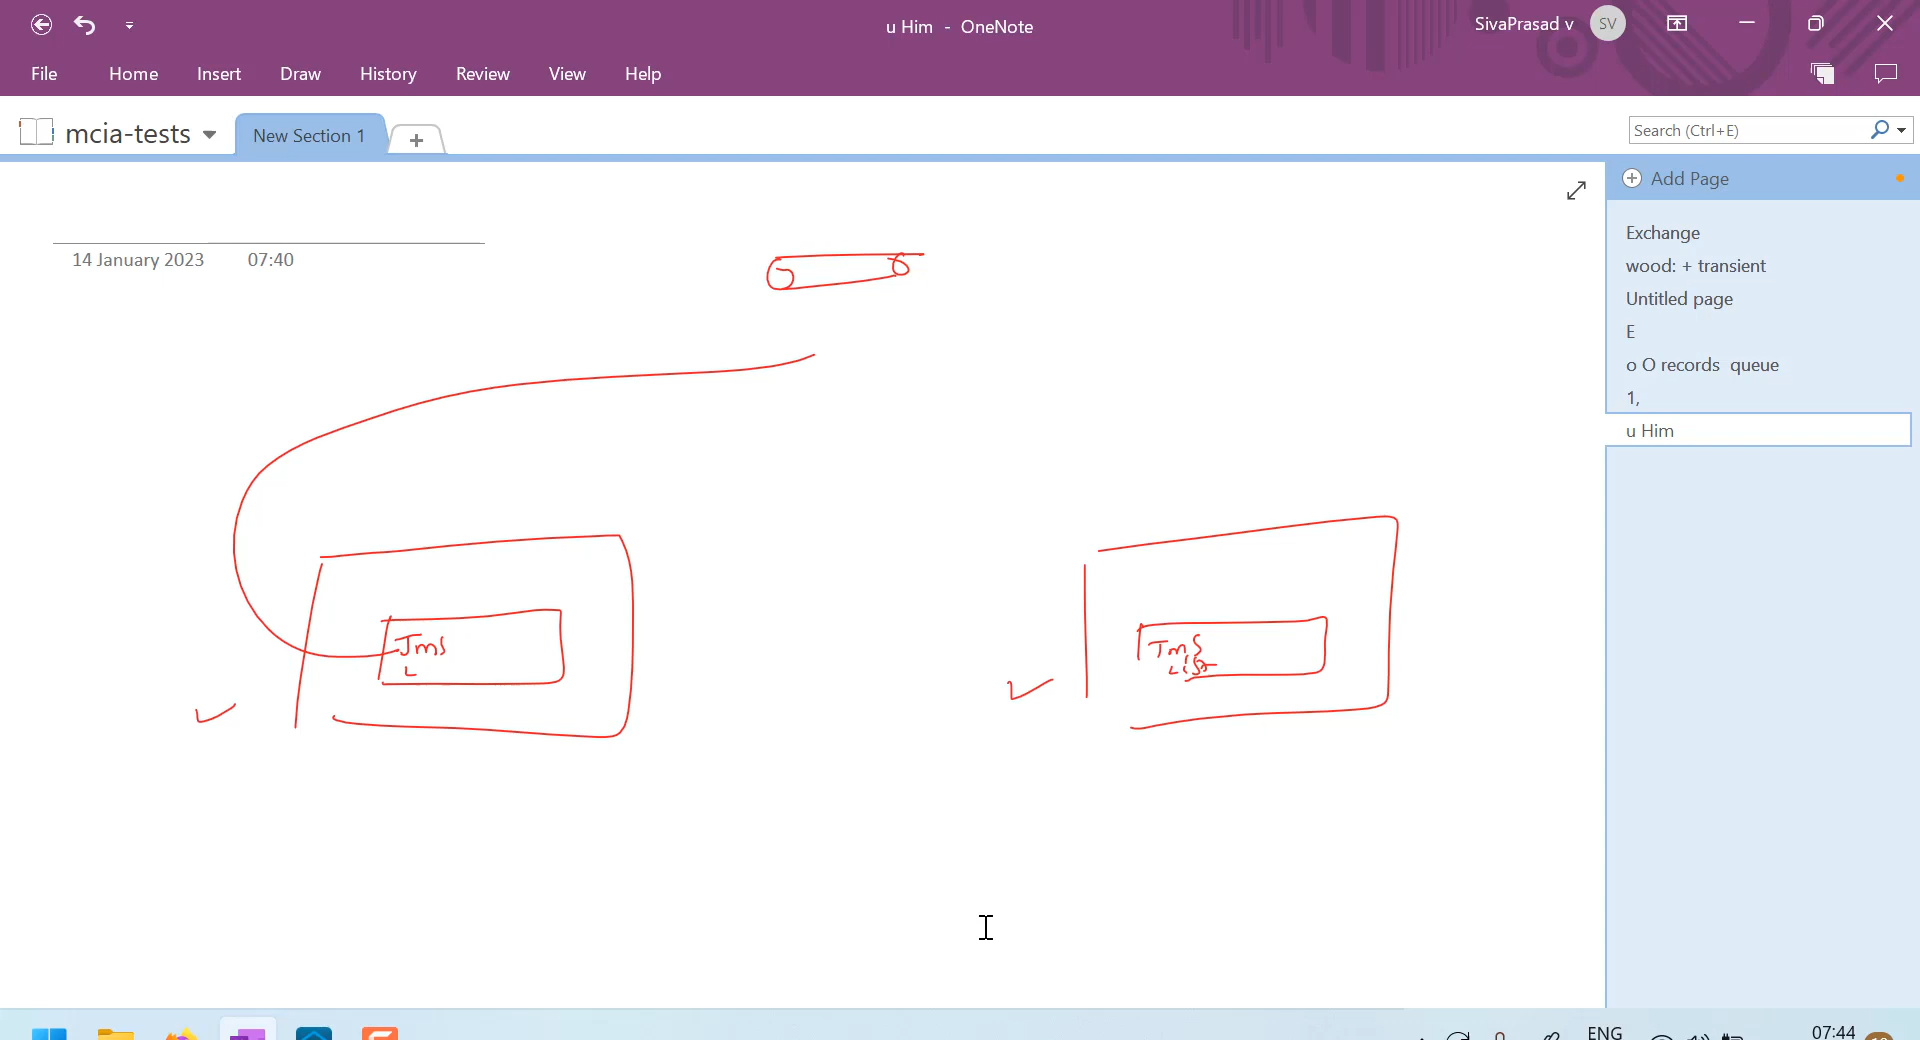 u Him - OneNote
SivaPrasad v
SV
File Home Insert Draw History Review View Help
mcia-tests
New Section 1
Search (Ctrl+E)
Add Page
14 January 2023 07:40
Exchange
wood: + transient
Untitled page
E
o O records queue
1,
u Him
Jms
L
Jms
ENG
07:44